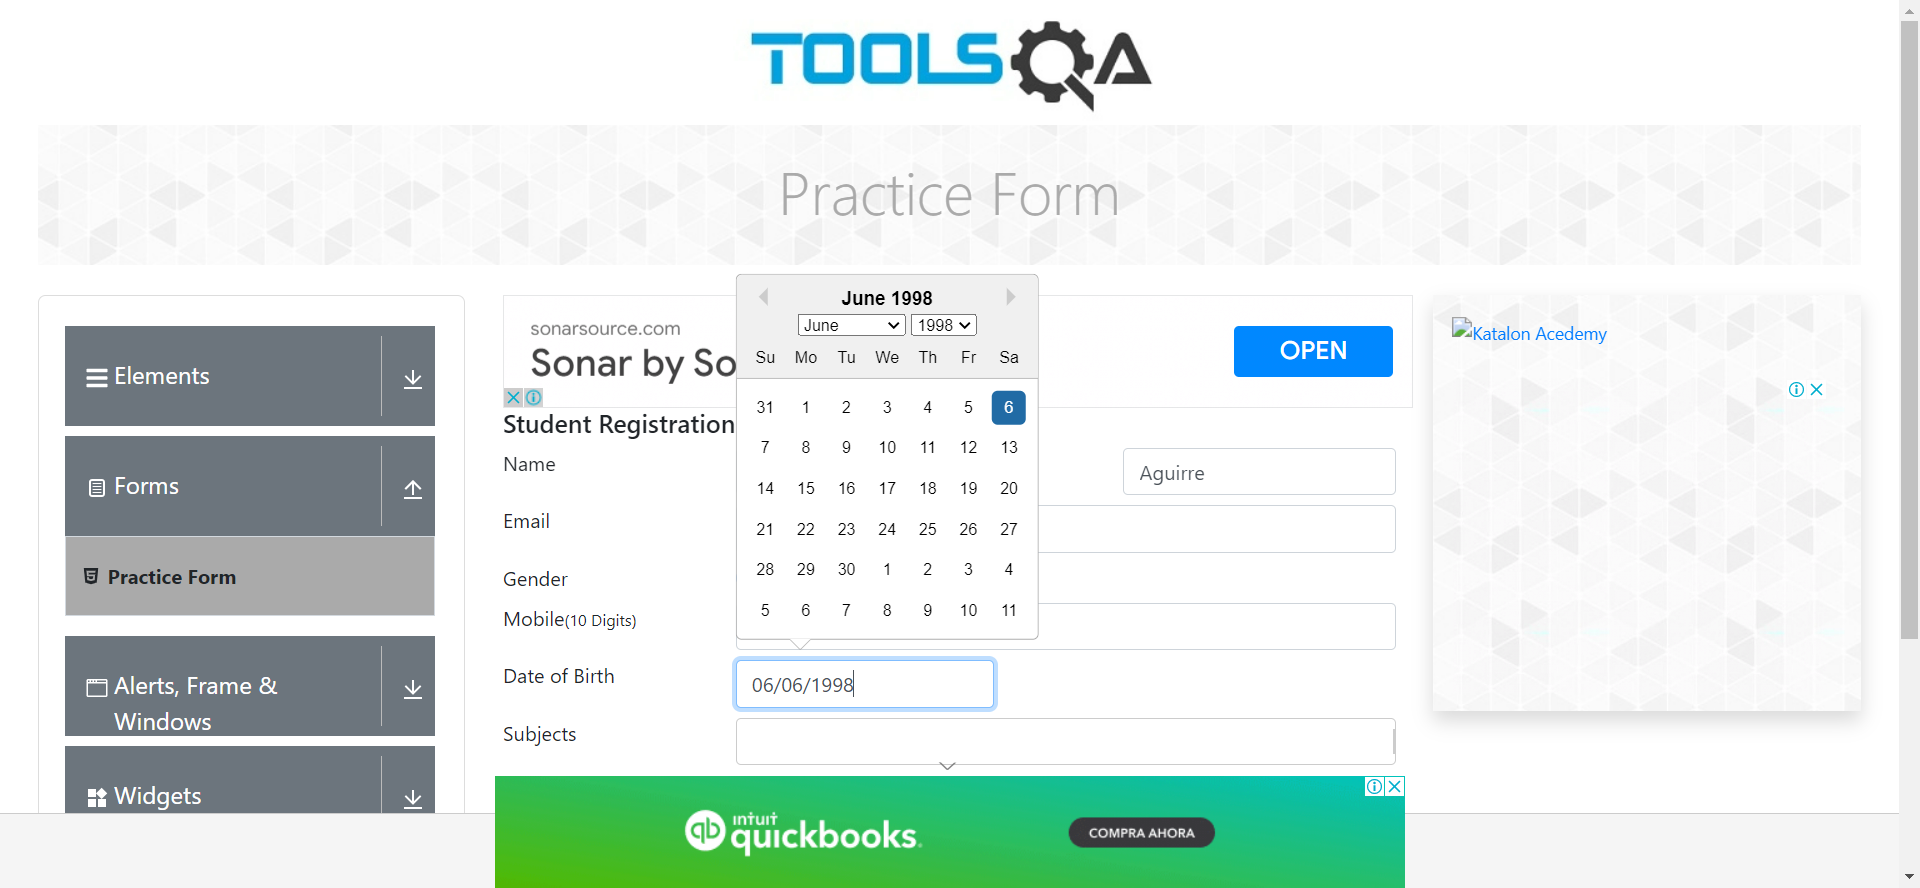 TOOLSQA
Practice Form
Elements
Forms
Practice Form
Alerts, Frame &
Windows
Widgets
sonarsource.com
Sonar by So
OPEN
Student Registration
Name
Aguirre
Email
Gender
Mobile(10 Digits)
Date of Birth
06/06/1998
Subjects
June 1998
June 1998
Su Mo Tu We Th Fr Sa
31 1 2 3 4 5 6
7 8 9 10 11 12 13
14 15 16 17 18 19 20
21 22 23 24 25 26 27
28 29 30 1 2 3 4
5 6 7 8 9 10 11
Katalon Acedemy
qb intuit
quickbooks.
COMPRA AHORA